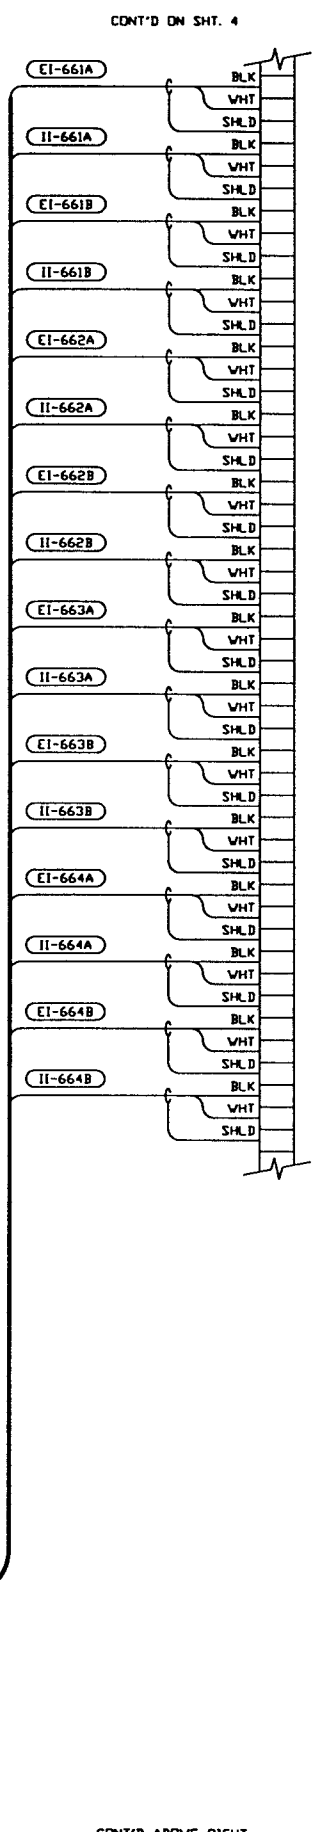 CONT'D ON SHT. 4
EI-661A
BLK
WHT
SHLD
II-661A
BLK
WHT
SHLD
EI-661B
BLK
WHT
SHLD
II-661B
BLK
WHT
SHLD
EI-662A
BLK
WHT
SHLD
II-662A
BLK
WHT
SHLD
EI-662B
BLK
WHT
SHLD
II-662B
BLK
WHT
SHLD
EI-663A
BLK
WHT
SHLD
II-663A
BLK
WHT
SHLD
EI-663B
BLK
WHT
SHLD
II-663B
BLK
WHT
SHLD
EI-664A
BLK
WHT
SHLD
II-664A
BLK
WHT
SHLD
EI-664B
BLK
WHT
SHLD
II-664B
BLK
WHT
SHLD
CONT'D ABOVE RIGHT